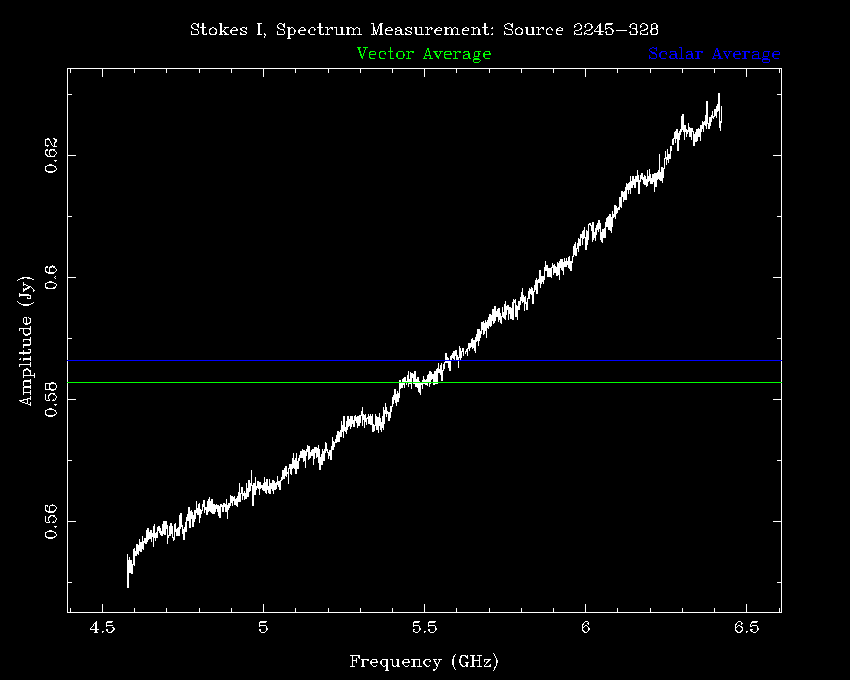 Stokes I, Spectrum Measurement: Source 2245−328
Vector Average
Scalar Average
0.62
0.6
0.58
0.56
Amplitude (Jy)
4.5 5 5.5 6 6.5
Frequency (GHz)